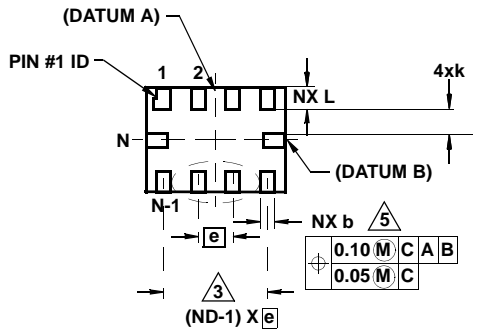 (DATUM A)
PIN #1 ID
1 2
NX L
4xk
N
(DATUM B)
N-1
NX b 5
e
0.10 M C A B
0.05 M C
3
(ND-1) X e